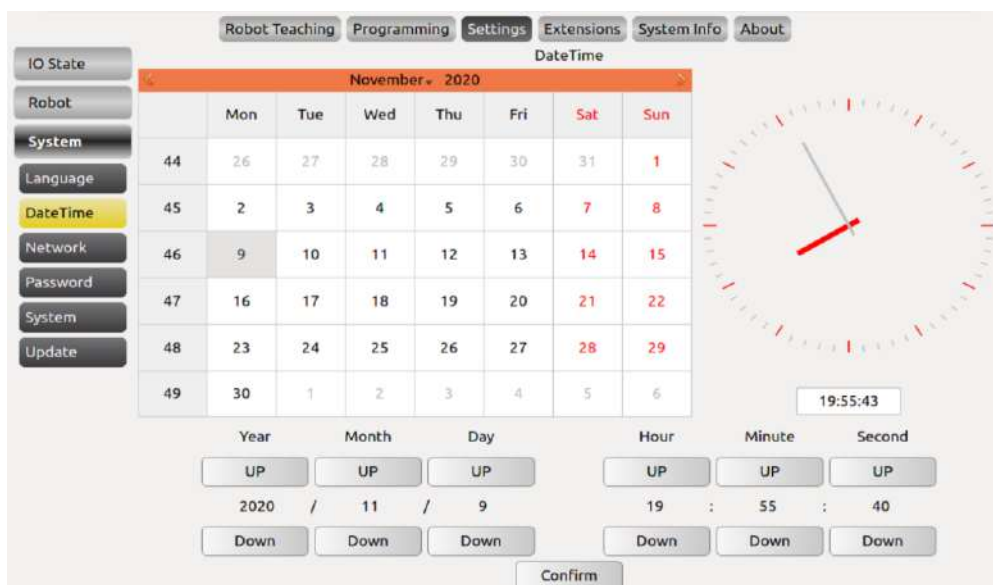 Robot Teaching Programming Settings Extensions System Info About
DateTime
IO State
Robot
System
Language
DateTime
Network
Password
System
Update
November 2020
Mon Tue Wed Thu Fri Sat Sun
44 26 27 28 29 30 31 1
45 2 3 4 5 6 7 8
46 9 10 11 12 13 14 15
47 16 17 18 19 20 21 22
48 23 24 25 26 27 28 29
49 30 1 2 3 4 5 6
19:55:43
Year Month Day Hour Minute Second
UP UP UP UP UP UP
2020 / 11 / 9 19 : 55 : 40
Down Down Down Down Down Down
Confirm